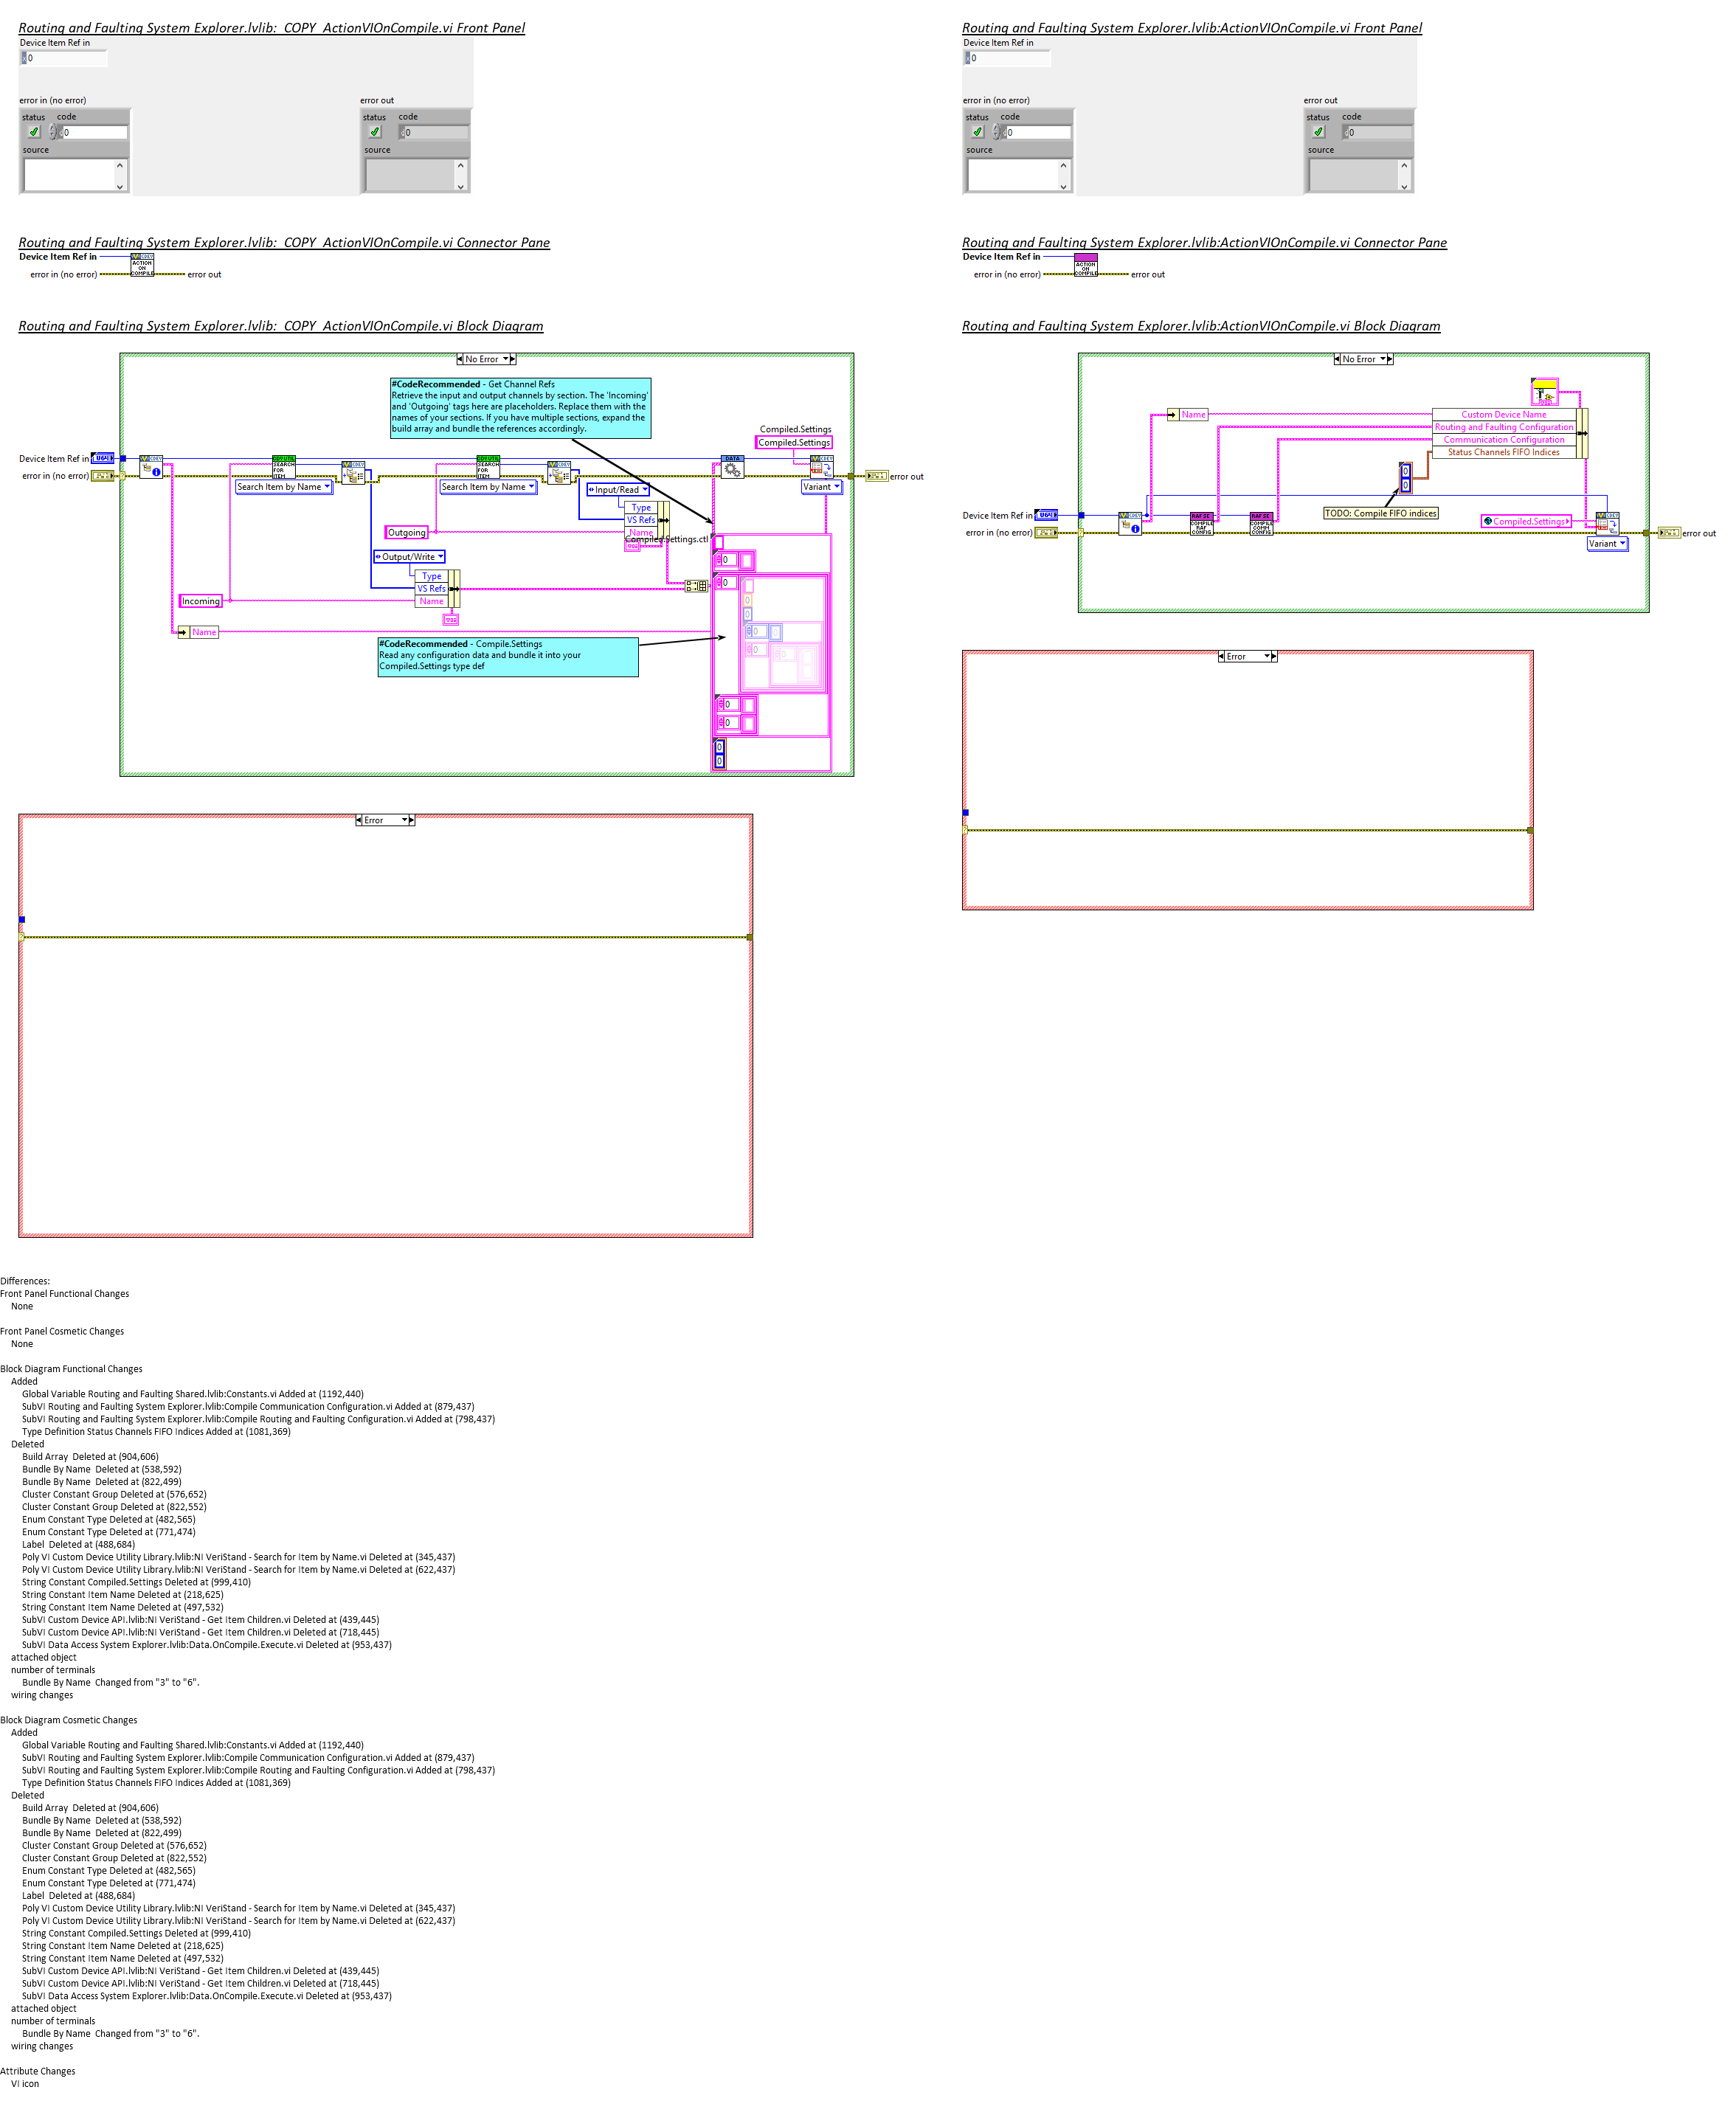 Routing and Faulting System Explorer.lvlib:_COPY_ActionVIOnCompile.vi Front Panel
Device Item Ref in
0
error in (no error)
status
code
0
source
error out
status
code
0
source
Routing and Faulting System Explorer.lvlib:_COPY_ActionVIOnCompile.vi Connector Pane
Device Item Ref in
error in (no error)
ACTION
ON
COMPILE
error out
Routing and Faulting System Explorer.lvlib:_COPY_ActionVIOnCompile.vi Block Diagram
No Error
#CodeRecommended - Get Channel Refs
Retrieve the input and output channels by section. The 'Incoming'
and 'Outgoing' tags here are placeholders. Replace them with the
names of your sections. If you have multiple sections, expand the
build array and bundle the references accordingly.
Compiled.Settings
Compiled.Settings
Device Item Ref in
error in (no error)
SEARCH
FOR
ITEM
Search Item by Name
SEARCH
FOR
ITEM
Search Item by Name
DATA
Variant
error out
Input/Read
Type
VS Refs
Name
Outgoing
Compiled.Settings.ctl
Output/Write
Type
VS Refs
Name
Incoming
Name
0
0
0
0
0
0
0
0
0
0
#CodeRecommended - Compile.Settings
Read any configuration data and bundle it into your
Compiled.Settings type def
Error
Routing and Faulting System Explorer.lvlib:ActionVIOnCompile.vi Front Panel
Device Item Ref in
0
error in (no error)
status
code
0
source
error out
status
code
0
source
Routing and Faulting System Explorer.lvlib:ActionVIOnCompile.vi Connector Pane
Device Item Ref in
error in (no error)
ACTION
ON
COMPILE
error out
Routing and Faulting System Explorer.lvlib:ActionVIOnCompile.vi Block Diagram
No Error
Name
Custom Device Name
Routing and Faulting Configuration
Communication Configuration
Status Channels FIFO Indices
0
0
TODO: Compile FIFO indices
Device Item Ref in
error in (no error)
RAF SE
COMPILE
RAF
CONFIG
RAF SE
COMPILE
COMM
CONFIG
Compiled.Settings
Variant
error out
Error
Differences:
Front Panel Functional Changes
None
Front Panel Cosmetic Changes
None
Block Diagram Functional Changes
Added
Global Variable Routing and Faulting Shared.lvlib:Constants.vi Added at (1192,440)
SubVI Routing and Faulting System Explorer.lvlib:Compile Communication Configuration.vi Added at (879,437)
SubVI Routing and Faulting System Explorer.lvlib:Compile Routing and Faulting Configuration.vi Added at (798,437)
Type Definition Status Channels FIFO Indices Added at (1081,369)
Deleted
Build Array  Deleted at (904,606)
Bundle By Name  Deleted at (538,592)
Bundle By Name  Deleted at (822,499)
Cluster Constant Group Deleted at (576,652)
Cluster Constant Group Deleted at (822,552)
Enum Constant Type Deleted at (482,565)
Enum Constant Type Deleted at (771,474)
Label  Deleted at (488,684)
Poly VI Custom Device Utility Library.lvlib:NI VeriStand - Search for Item by Name.vi Deleted at (345,437)
Poly VI Custom Device Utility Library.lvlib:NI VeriStand - Search for Item by Name.vi Deleted at (622,437)
String Constant Compiled.Settings Deleted at (999,410)
String Constant Item Name Deleted at (218,625)
String Constant Item Name Deleted at (497,532)
SubVI Custom Device API.lvlib:NI VeriStand - Get Item Children.vi Deleted at (439,445)
SubVI Custom Device API.lvlib:NI VeriStand - Get Item Children.vi Deleted at (718,445)
SubVI Data Access System Explorer.lvlib:Data.OnCompile.Execute.vi Deleted at (953,437)
attached object
number of terminals
Bundle By Name  Changed from "3" to "6".
wiring changes
Block Diagram Cosmetic Changes
Added
Global Variable Routing and Faulting Shared.lvlib:Constants.vi Added at (1192,440)
SubVI Routing and Faulting System Explorer.lvlib:Compile Communication Configuration.vi Added at (879,437)
SubVI Routing and Faulting System Explorer.lvlib:Compile Routing and Faulting Configuration.vi Added at (798,437)
Type Definition Status Channels FIFO Indices Added at (1081,369)
Deleted
Build Array  Deleted at (904,606)
Bundle By Name  Deleted at (538,592)
Bundle By Name  Deleted at (822,499)
Cluster Constant Group Deleted at (576,652)
Cluster Constant Group Deleted at (822,552)
Enum Constant Type Deleted at (482,565)
Enum Constant Type Deleted at (771,474)
Label  Deleted at (488,684)
Poly VI Custom Device Utility Library.lvlib:NI VeriStand - Search for Item by Name.vi Deleted at (345,437)
Poly VI Custom Device Utility Library.lvlib:NI VeriStand - Search for Item by Name.vi Deleted at (622,437)
String Constant Compiled.Settings Deleted at (999,410)
String Constant Item Name Deleted at (218,625)
String Constant Item Name Deleted at (497,532)
SubVI Custom Device API.lvlib:NI VeriStand - Get Item Children.vi Deleted at (439,445)
SubVI Custom Device API.lvlib:NI VeriStand - Get Item Children.vi Deleted at (718,445)
SubVI Data Access System Explorer.lvlib:Data.OnCompile.Execute.vi Deleted at (953,437)
attached object
number of terminals
Bundle By Name  Changed from "3" to "6".
wiring changes
Attribute Changes
VI icon